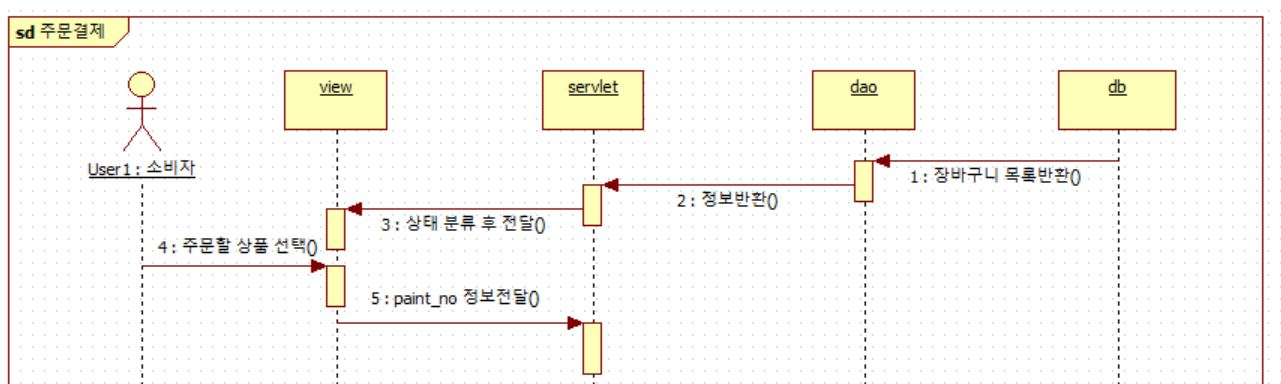 sd 주문결제
view
servlet
dao
db
User1 : 소비자
1 : 장바구니 목록반환()
2 : 정보반환()
3 : 상태 분류 후 전달()
4 : 주문할 상품 선택()
5 : paint_no 정보전달()